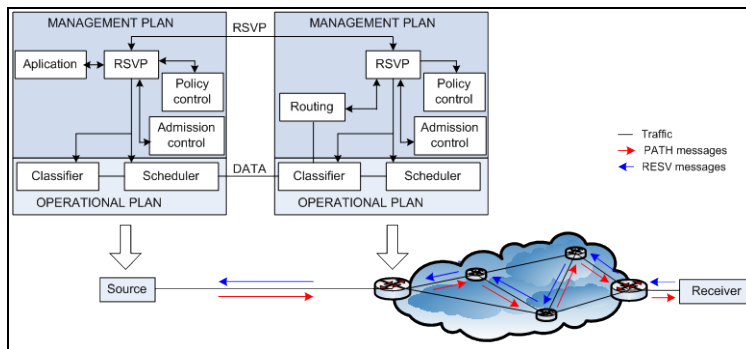 MANAGEMENT PLAN
RSVP
MANAGEMENT PLAN
Aplication
RSVP
Policy
control
Admission
control
RSVP
Policy
control
Routing
Admission
control
Classifier
Scheduler
DATA
Classifier
Scheduler
OPERATIONAL PLAN
OPERATIONAL PLAN
Traffic
PATH messages
RESV messages
Source
Receiver